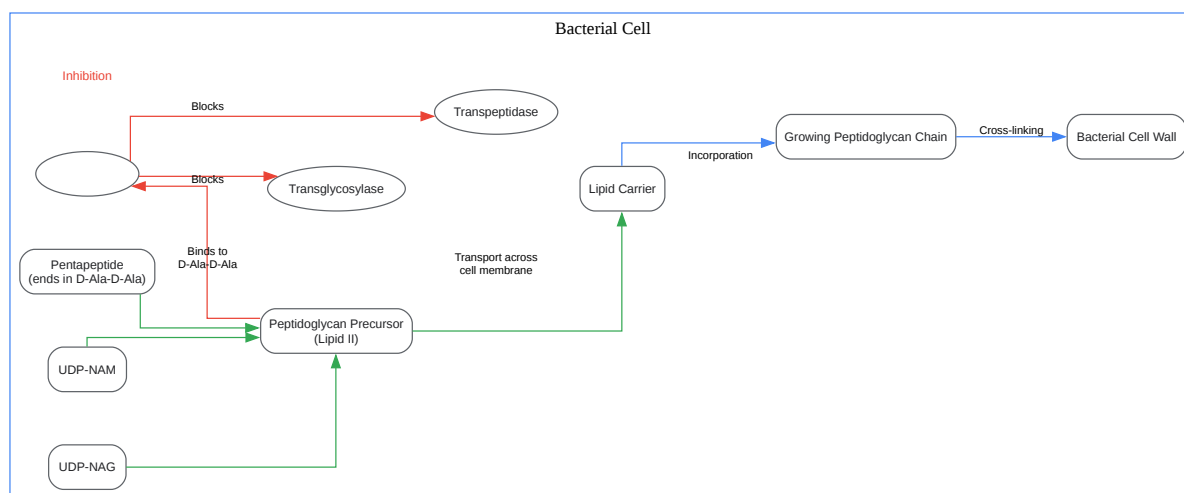 Bacterial Cell
Inhibition
Blocks
Transpeptidase
Growing Peptidoglycan Chain
Cross-linking
Bacterial Cell Wall
Incorporation
Blocks
Transglycosylase
Lipid Carrier
Binds to
D-Ala-D-Ala
Transport across
cell membrane
Pentapeptide
(ends in D-Ala-D-Ala)
Peptidoglycan Precursor
(Lipid II)
UDP-NAM
UDP-NAG